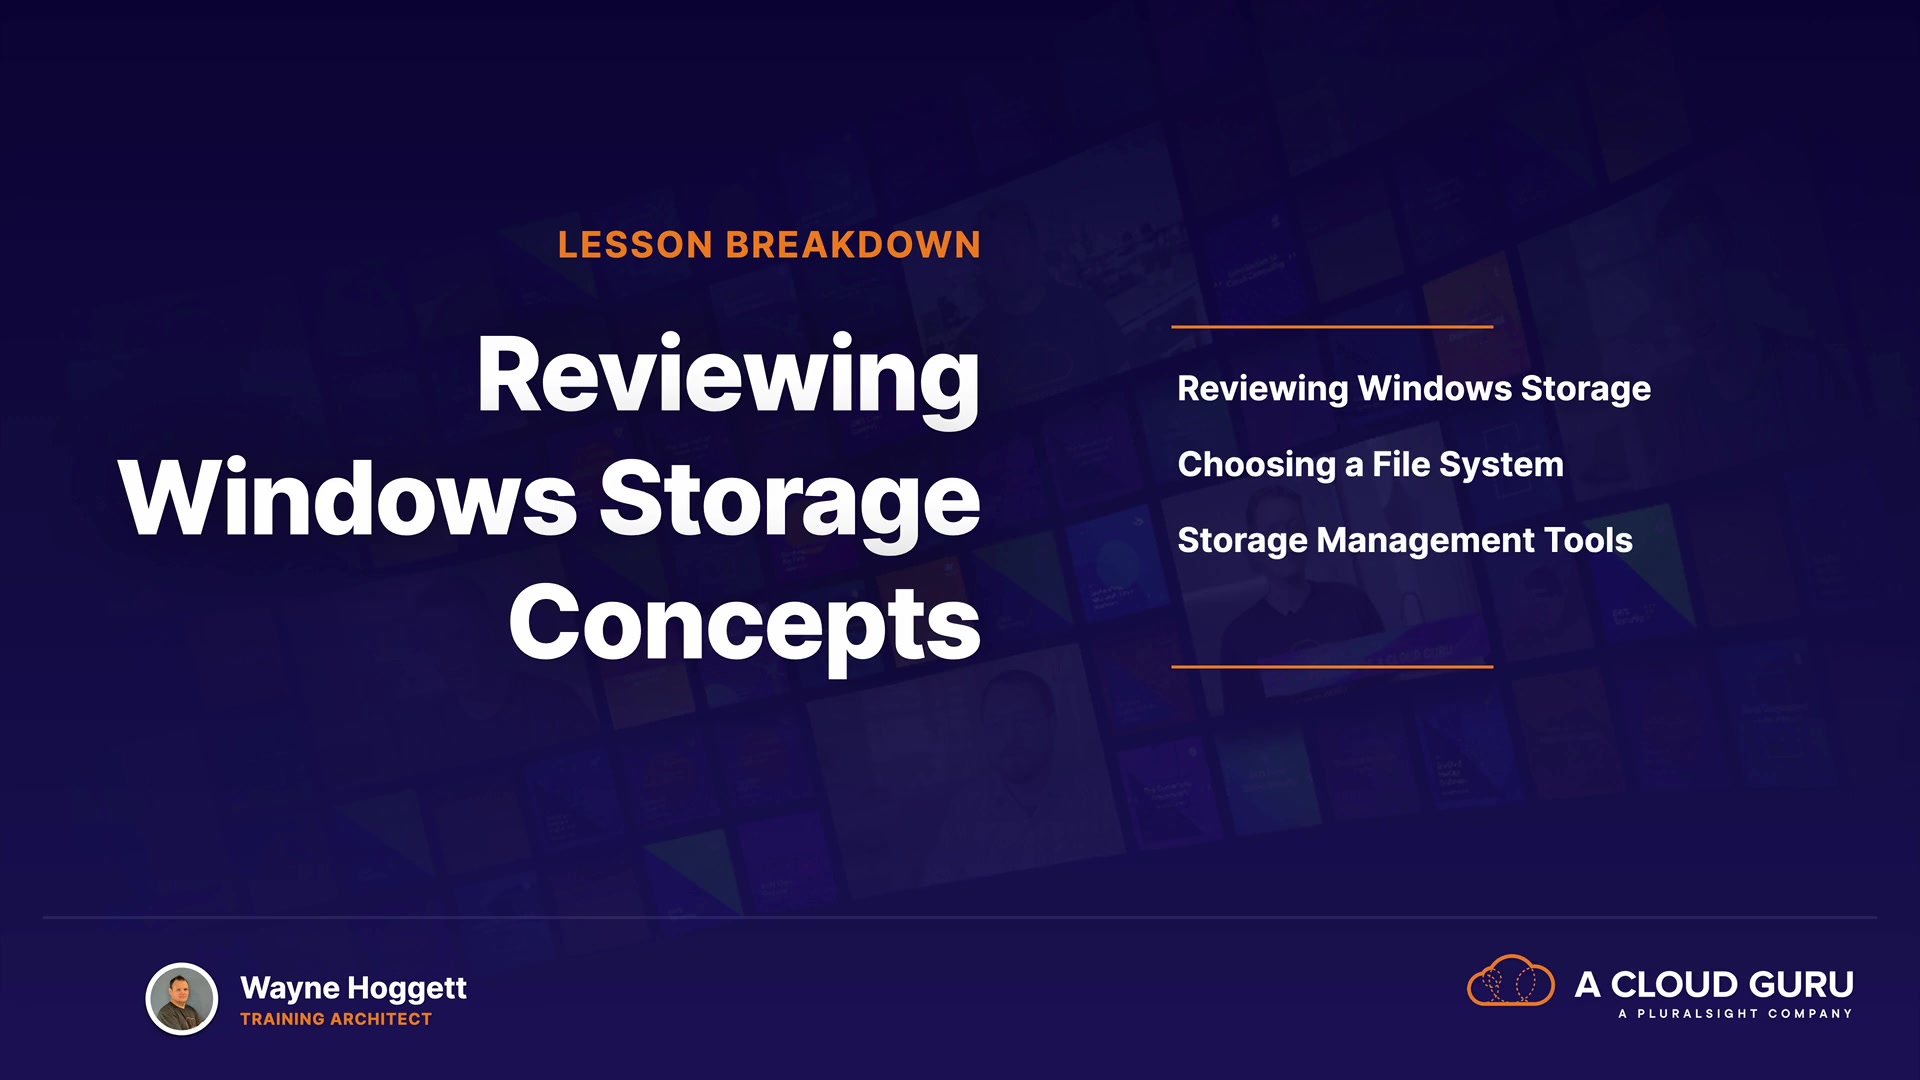 LESSON BREAKDOWN
Reviewing
Windows Storage
Concepts
Reviewing Windows Storage
Choosing a File System
Storage Management Tools
Wayne Hoggett
TRAINING ARCHITECT
A CLOUD GURU
A PLURALSIGHT COMPANY